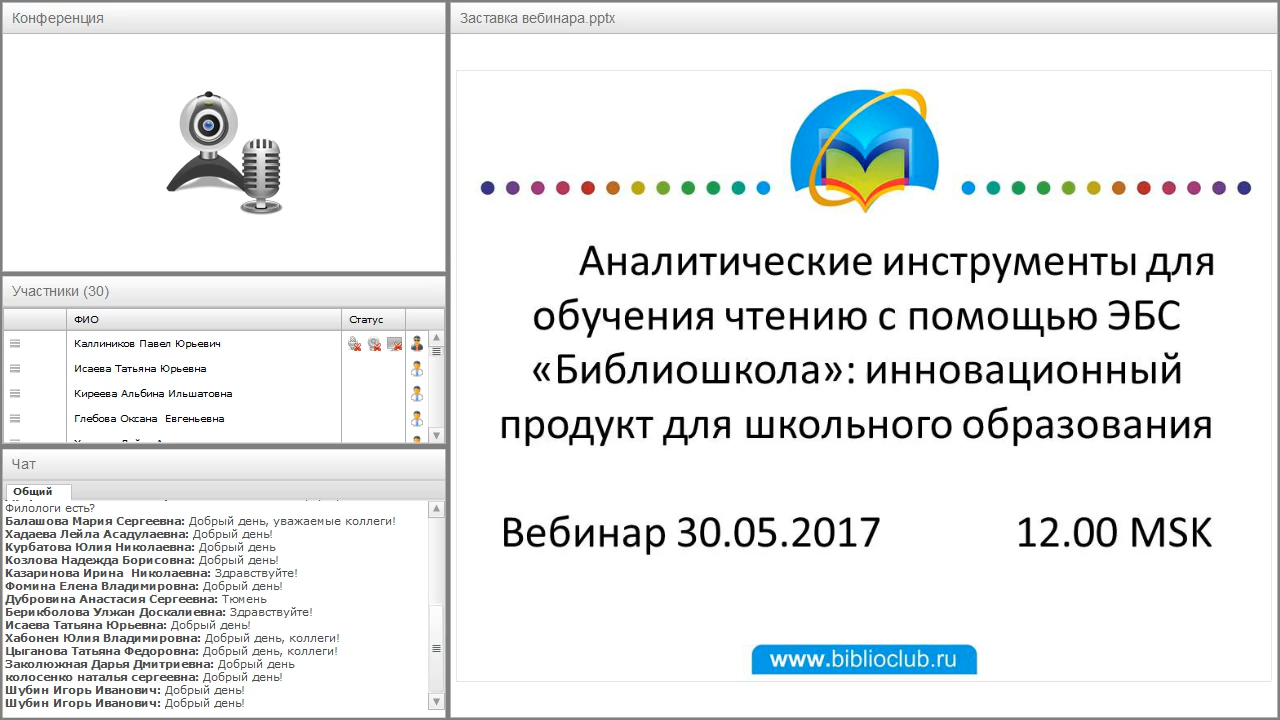 Конференция
Участники (30)
ФИО Статус
Каллиников Павел Юрьевич
Исаева Татьяна Юрьевна
Киреева Альбина Ильшатовна
Глебова Оксана Евгеньевна
Чат
Общий
Филологи есть?
Балашова Мария Сергеевна: Добрый день, уважаемые коллеги!
Хадаева Лейла Асадулаевна: Добрый день!
Курбатова Юлия Николаевна: Добрый день
Козлова Надежда Борисовна: Добрый день!
Казаринова Ирина Николаевна: Здравствуйте!
Фомина Елена Владимировна: Добрый день!
Дубровина Анастасия Сергеевна: Тюмень
Берикболова Улжан Доскалиевна: Здравствуйте!
Исаева Татьяна Юрьевна: Добрый день!
Хабонен Юлия Владимировна: Добрый день, коллеги!
Цыганова Татьяна Федоровна: Добрый день, коллеги!
Заколюжная Дарья Дмитриевна: Добрый день
колосенко наталья сергеевна: Добрый день!
Шубин Игорь Иванович: Добрый день!
Шубин Игорь Иванович: Добрый день!
Заставка вебинара.pptx
Аналитические инструменты для
обучения чтению с помощью ЭБС
«Библиошкола»: инновационный
продукт для школьного образования
Вебинар 30.05.2017 12.00 MSK
www.biblioclub.ru